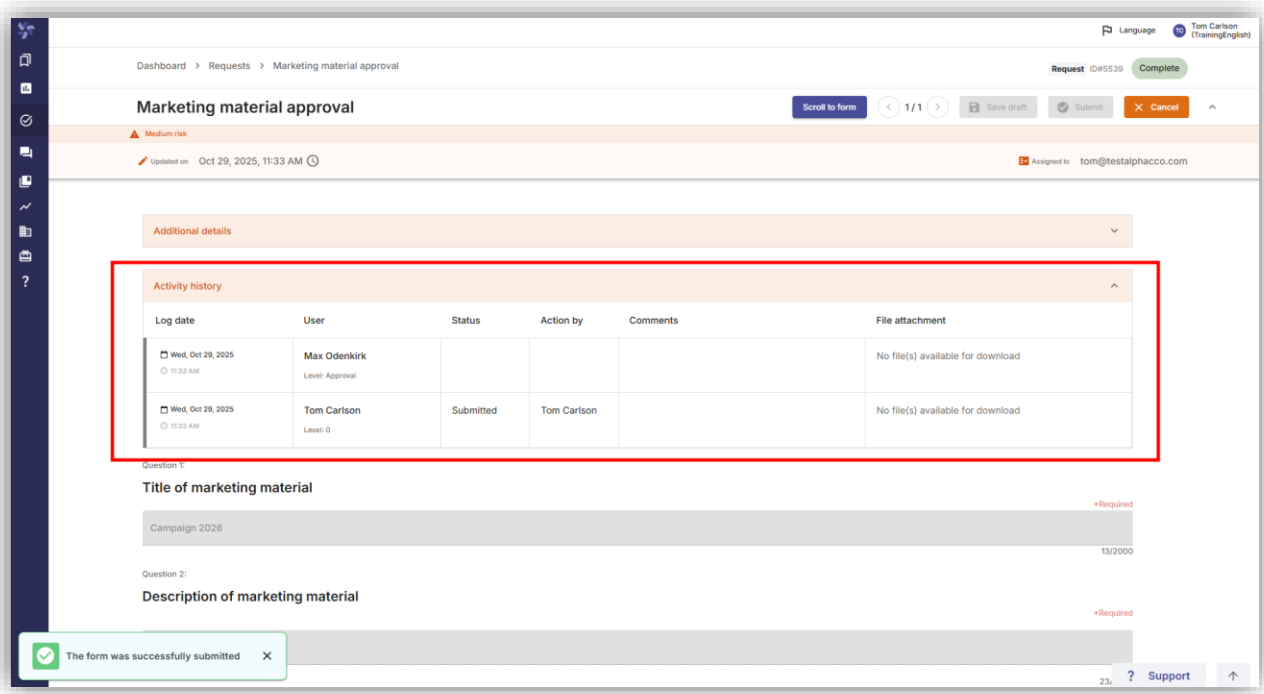 Language
TC
Tom Carlson
(TrainingEnglish)
Dashboard > Requests > Marketing material approval
Request ID#5539 Complete
Marketing material approval
Scroll to form < 1/1 > Save draft Submit X Cancel
Medium risk
Updated on Oct 29, 2025, 11:33 AM
Assigned to tom@testalphacco.com
Additional details
Activity history
Log date User Status Action by Comments File attachment
Wed, Oct 29, 2025 Max Odenkirk No file(s) available for download
11:33 AM Level: Approval
Wed, Oct 29, 2025 Tom Carlson Submitted Tom Carlson No file(s) available for download
11:33 AM Level: 0
Question 1:
Title of marketing material
*Required
Campaign 2026
13/2000
Question 2:
Description of marketing material
*Required
The form was successfully submitted X
23/
? Support
?